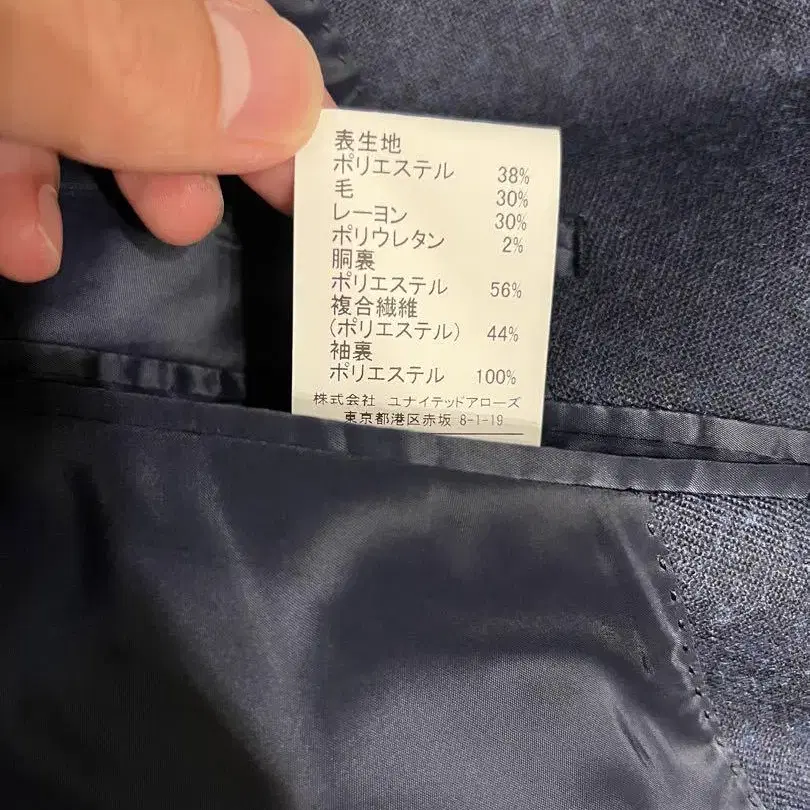 表生地
ポリエステル 38%
毛 30%
レーヨン 30%
ポリウレタン 2%
胴裏
ポリエステル 56%
複合繊維
(ポリエステル) 44%
袖裏
ポリエステル 100%
株式会社 ユナイテッドアローズ
東京都港区赤坂 8-1-19